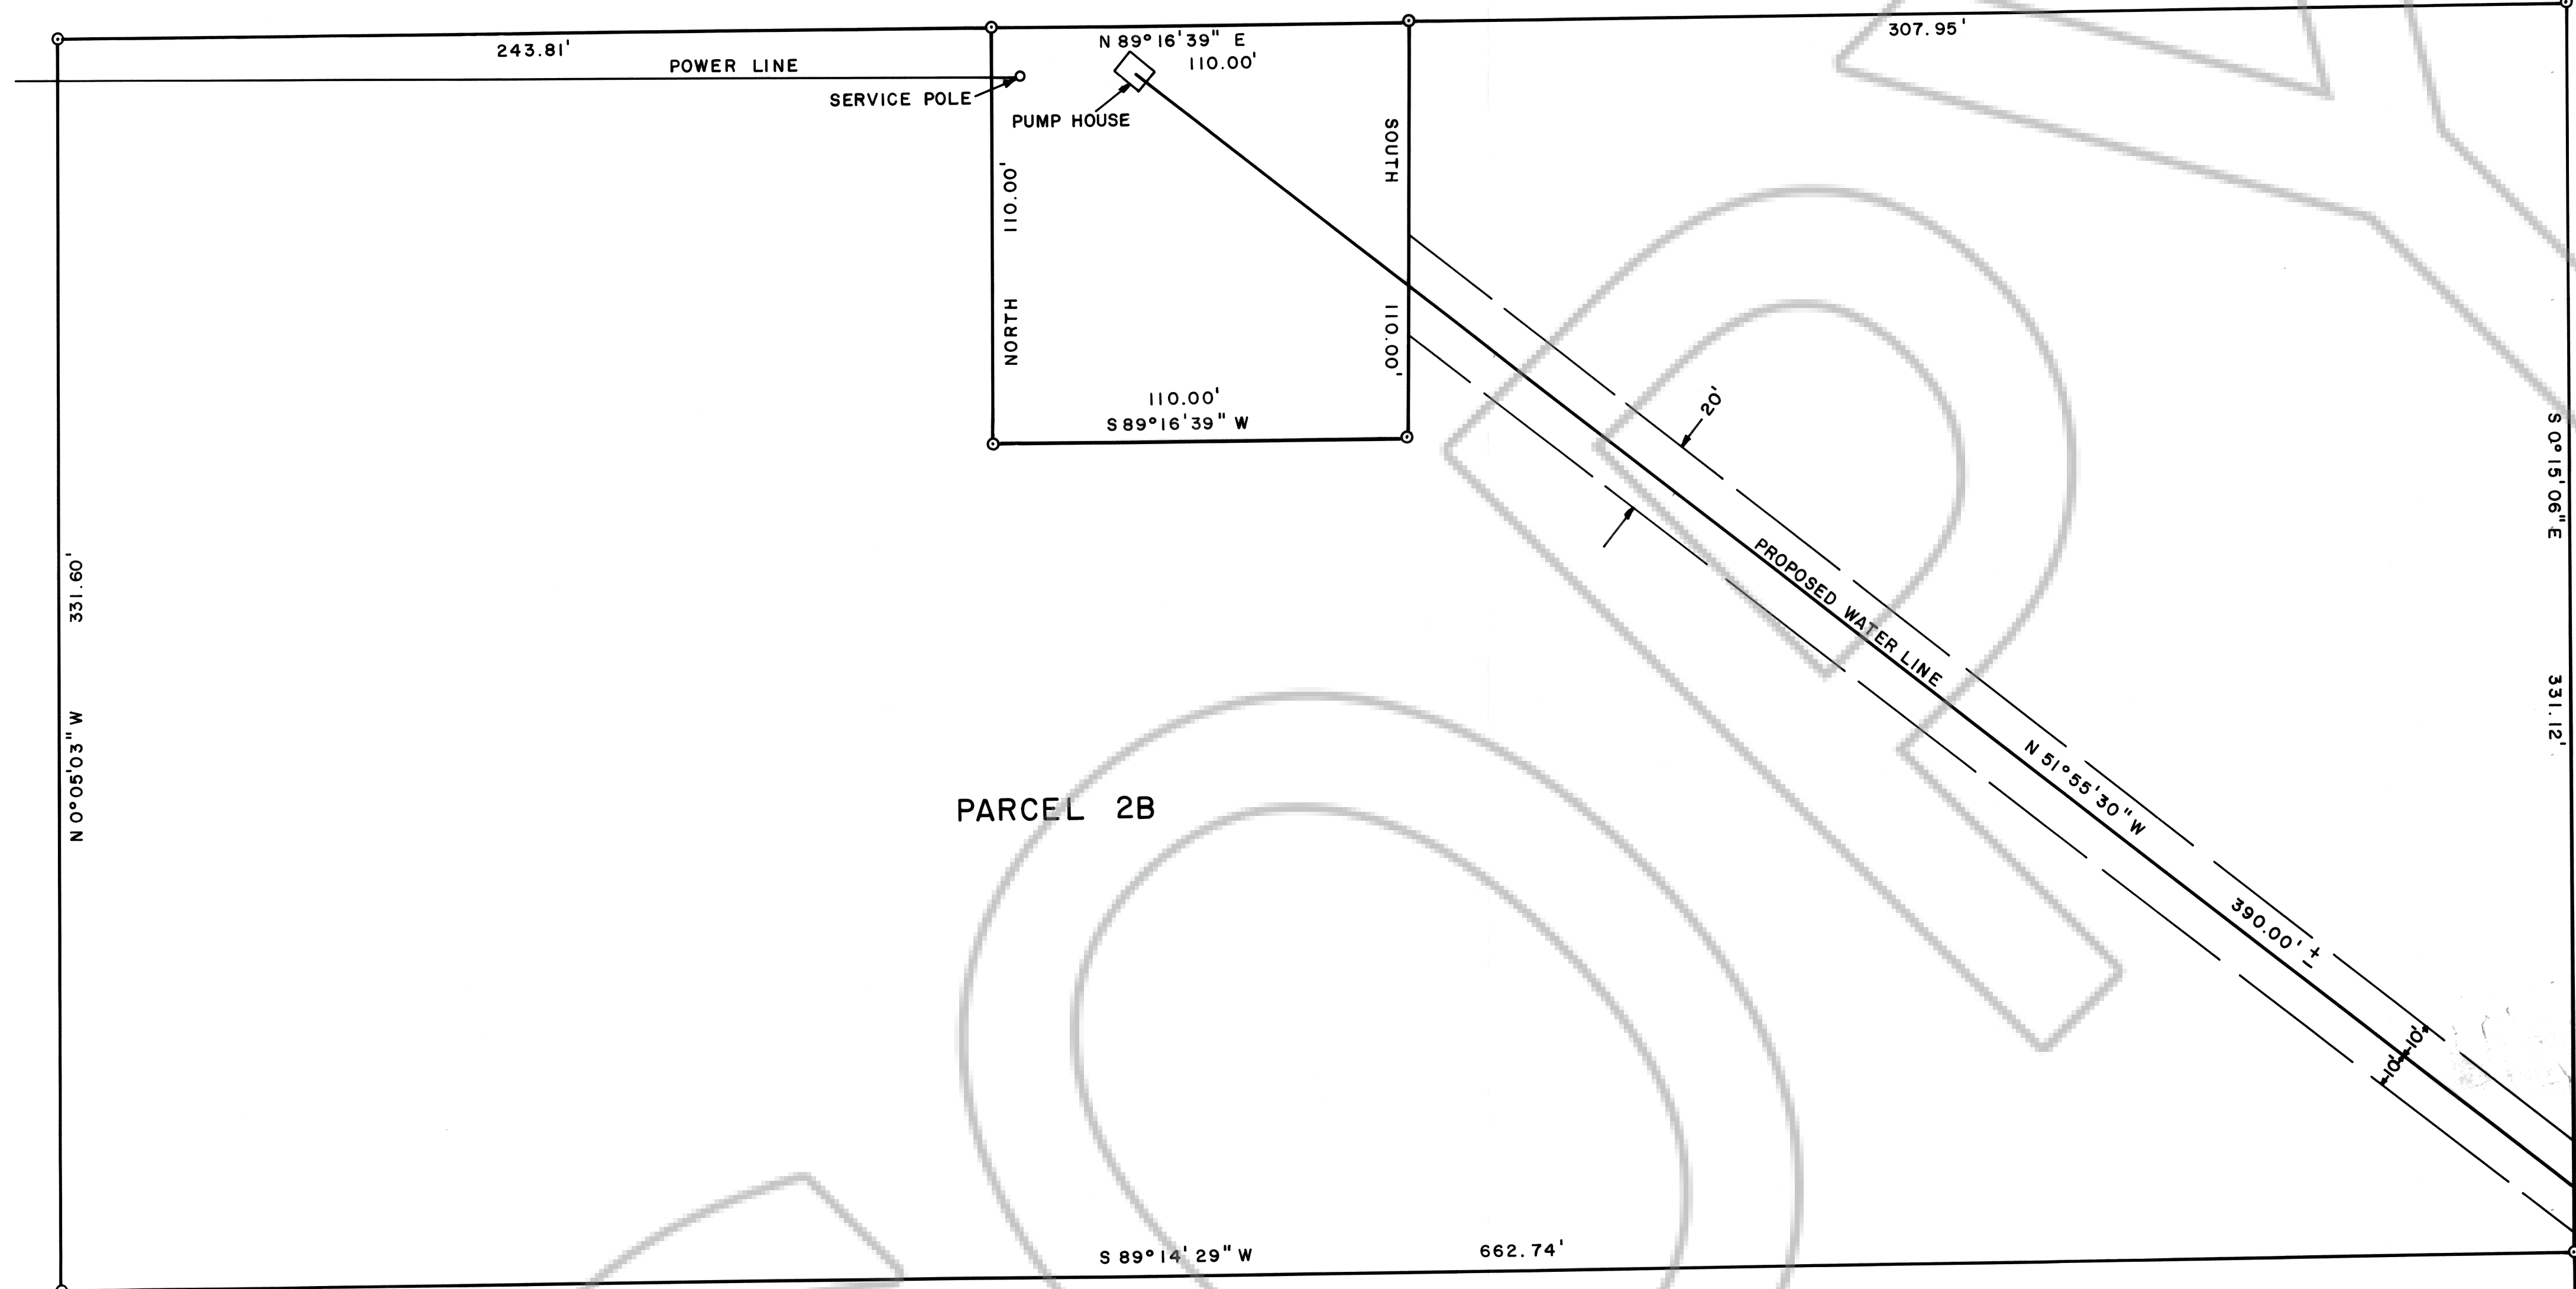 243.81'
N 89°16'39" E
110.00'
307.95'
POWER LINE
SERVICE POLE
PUMP HOUSE
NORTH 110.00'
SOUTH 110.00'
110.00'
S 89°16'39" W
20'
N 0°05'03" W 331.60'
S 0°15'06" E 331.12'
PROPOSED WATER LINE
N 51°55'30" W
390.00' ±
10' 10'
PARCEL 2B
S 89°14'29" W 662.74'